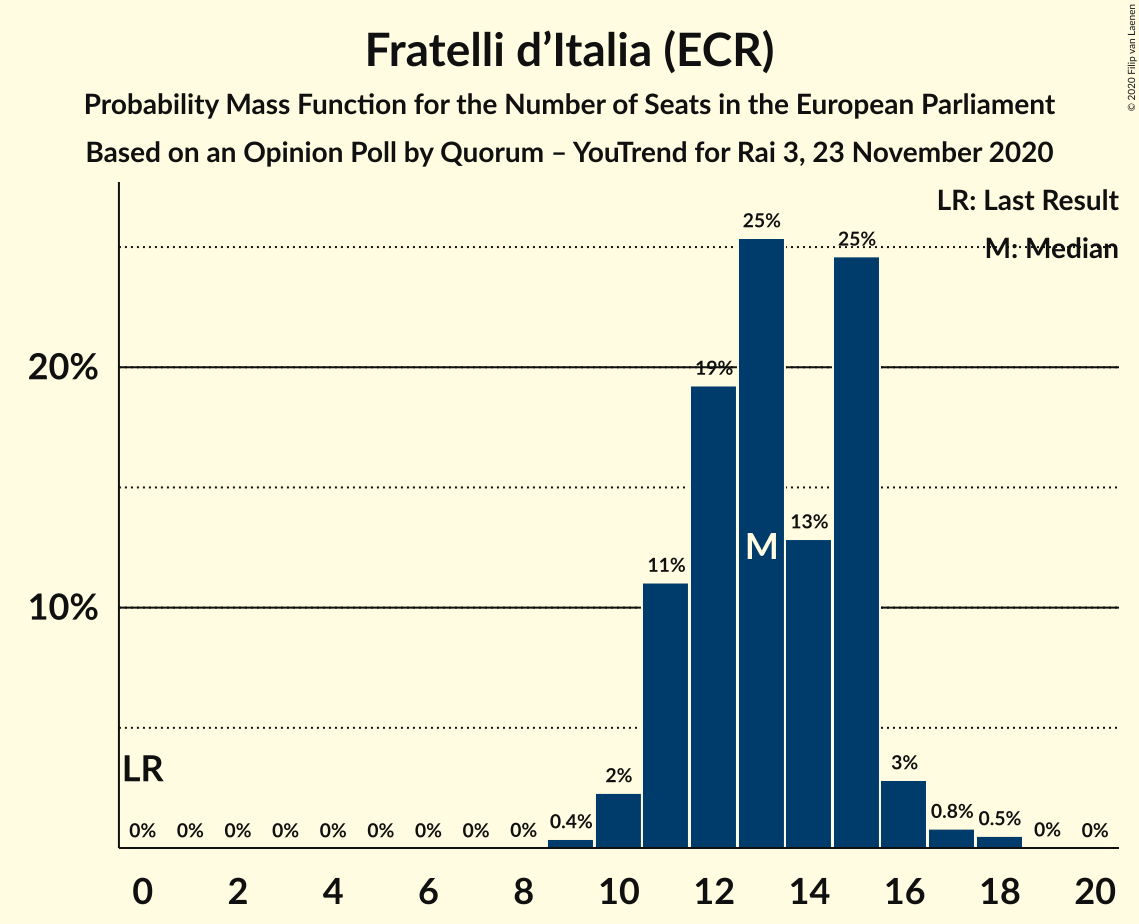 Fratelli d’Italia (ECR)
Probability Mass Function for the Number of Seats in the European Parliament
Based on an Opinion Poll by Quorum – YouTrend for Rai 3, 23 November 2020
© 2020 Filip van Laenen
LR: Last Result
M: Median
20%
10%
LR
M
0% 0% 0% 0% 0% 0% 0% 0% 0% 0.4% 2% 11% 19% 25% 13% 25% 3% 0.8% 0.5% 0% 0%
0 2 4 6 8 10 12 14 16 18 20